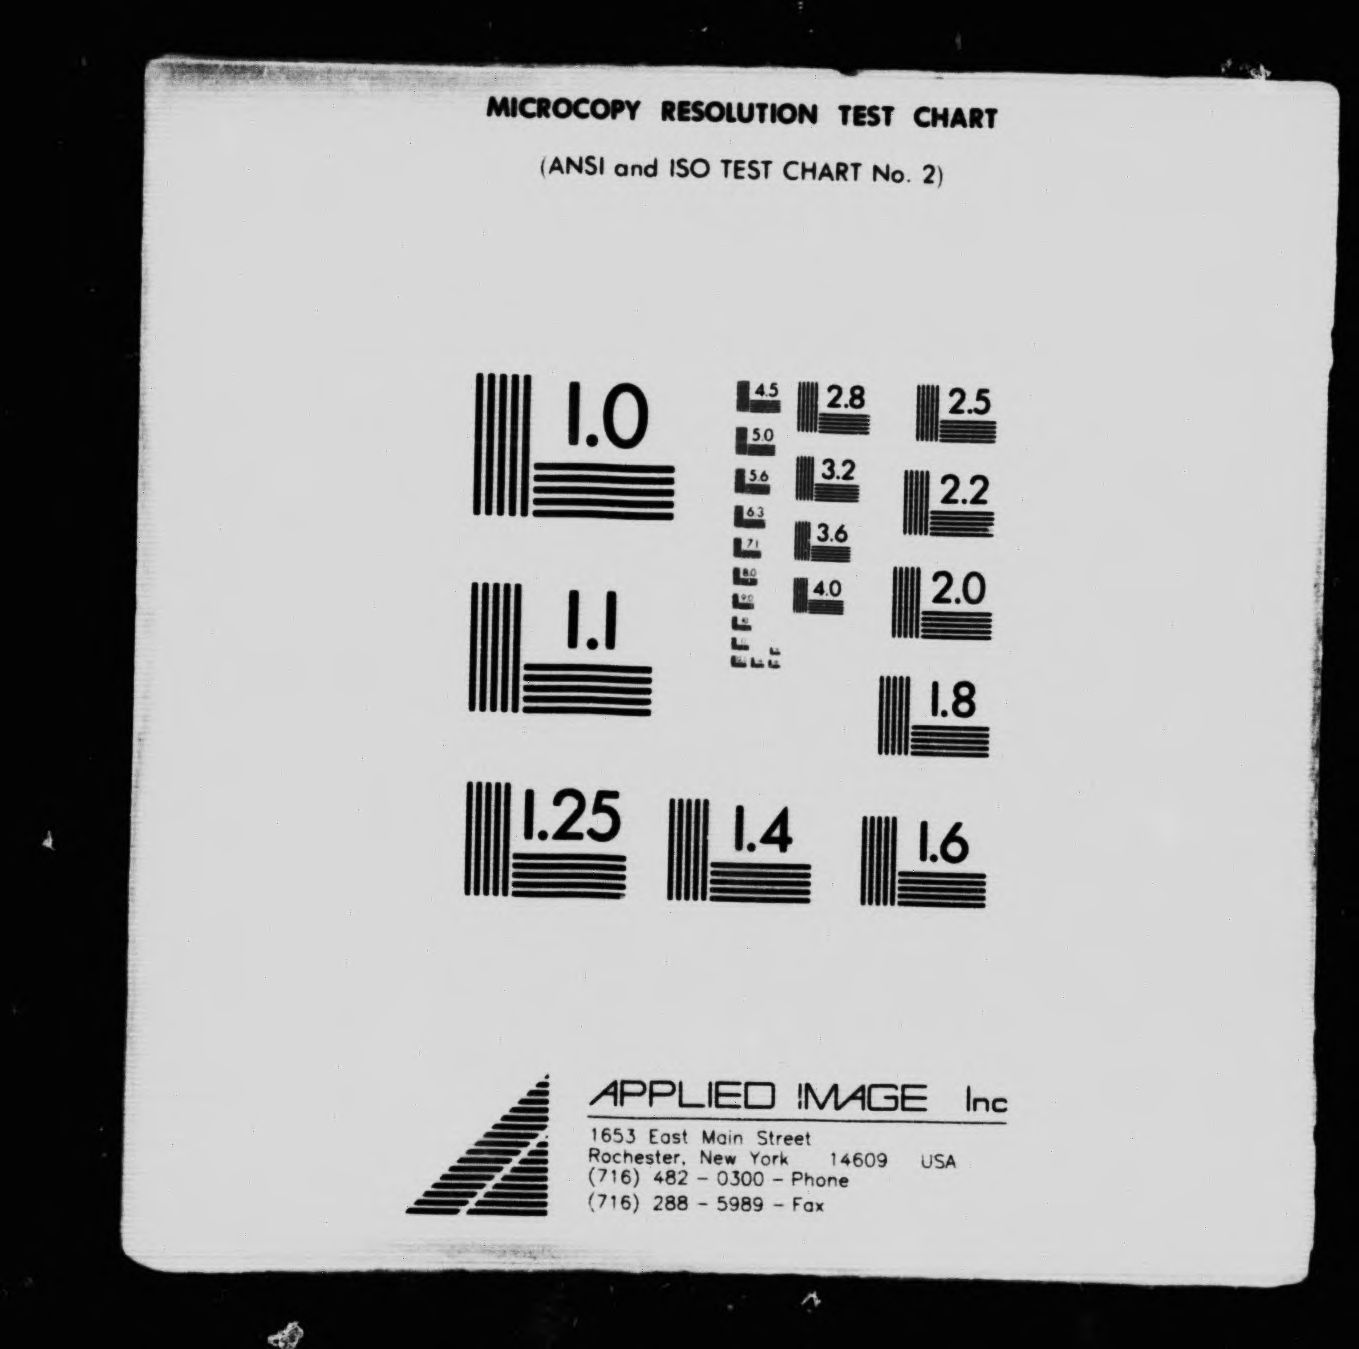 MICROCOPY RESOLUTION TEST CHART
(ANSI and ISO TEST CHART No. 2)
1.0
4.5
2.8
2.5
5.0
5.6
3.2
2.2
6.3
3.6
7.1
8.0
4.0
2.0
9.0
1.1
1.8
1.25
1.4
1.6
APPLIED IMAGE Inc
1653 East Main Street
Rochester, New York 14609 USA
(716) 482 - 0300 - Phone
(716) 288 - 5989 - Fax